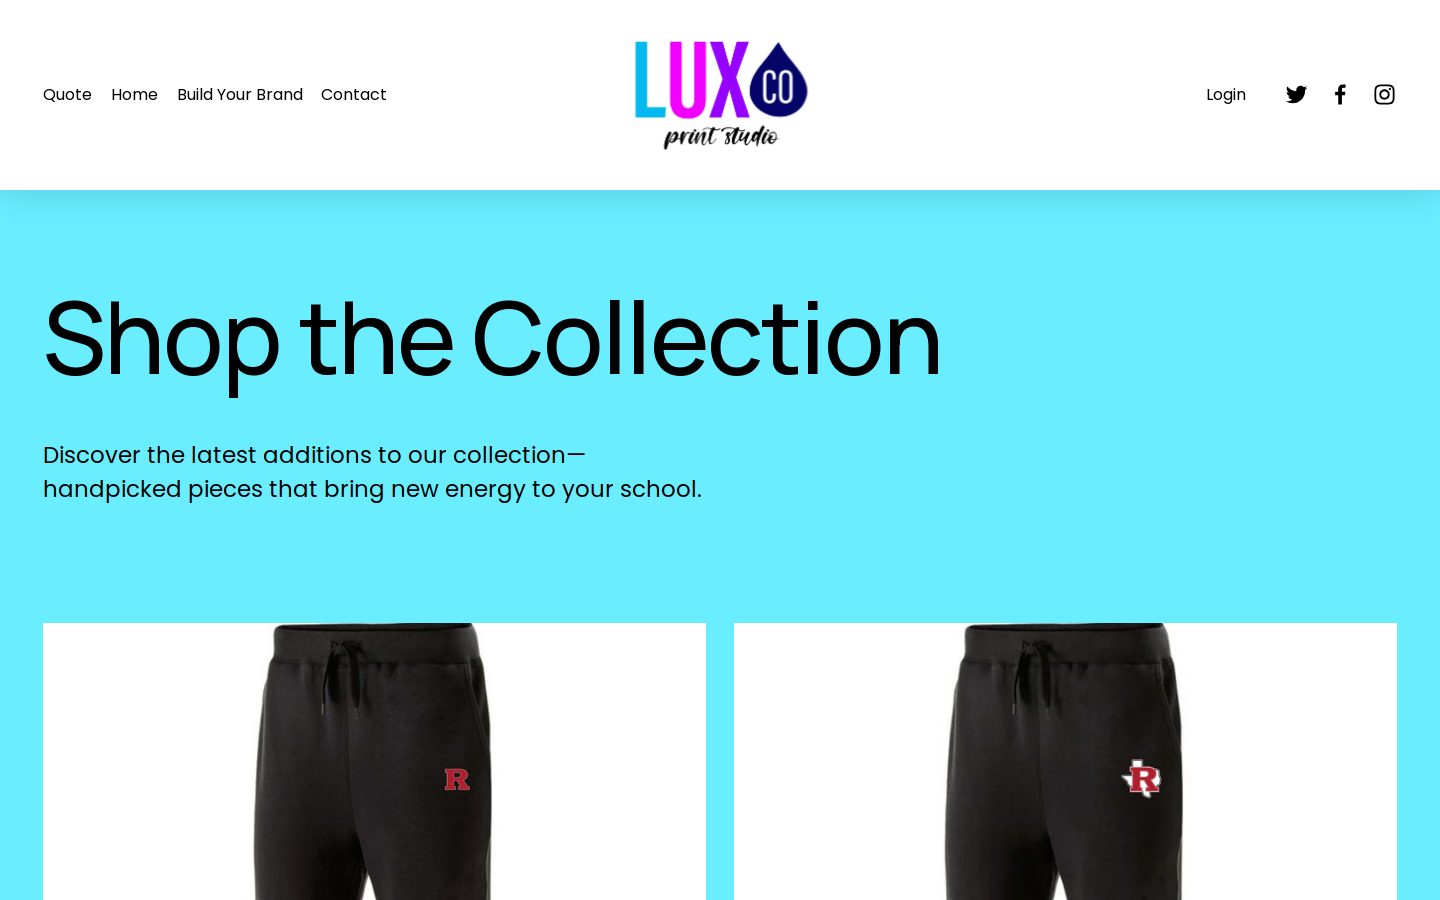 Quote Home Build Your Brand Contact
LUX CO
print studio
Login
Shop the Collection
Discover the latest additions to our collection—
handpicked pieces that bring new energy to your school.
R
R